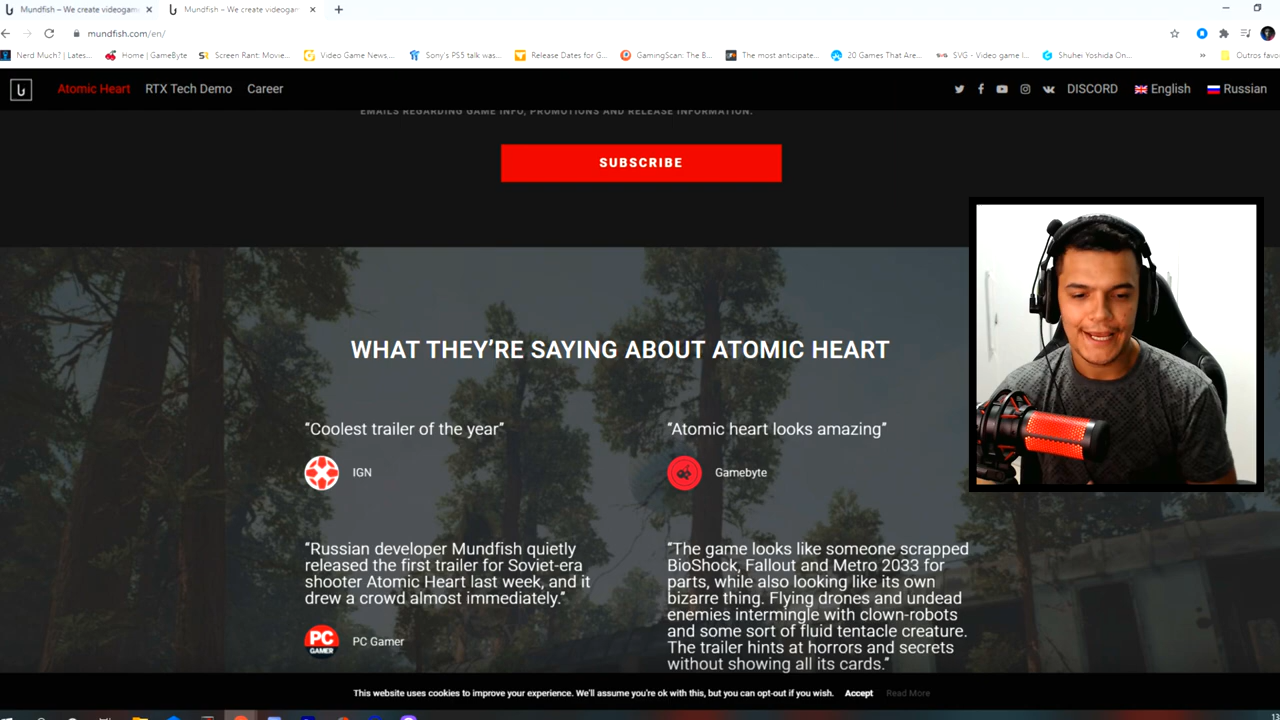 Mundfish – We create videogam
Mundfish – We create videogam
mundfish.com/en/
Nerd Much? | Lates...
Home | GameByte
Screen Rant: Movie...
Video Game News,...
Sony's PS5 talk was...
Release Dates for G...
GamingScan: The B...
The most anticipate...
20 Games That Are...
SVG - Video game I...
Shuhei Yoshida On...
»
Outros favo
Atomic Heart
RTX Tech Demo
Career
DISCORD
English
Russian
EMAILS REGARDING GAME INFO, PROMOTIONS AND RELEASE INFORMATION.
SUBSCRIBE
WHAT THEY’RE SAYING ABOUT ATOMIC HEART
“Coolest trailer of the year”
IGN
“Atomic heart looks amazing”
Gamebyte
“Russian developer Mundfish quietly
released the first trailer for Soviet-era
shooter Atomic Heart last week, and it
drew a crowd almost immediately.”
PC GAMER
PC Gamer
“The game looks like someone scrapped
BioShock, Fallout and Metro 2033 for
parts, while also looking like its own
bizarre thing. Flying drones and undead
enemies intermingle with clown-robots
and some sort of fluid tentacle creature.
The trailer hints at horrors and secrets
without showing all its cards.”
This website uses cookies to improve your experience. We'll assume you're ok with this, but you can opt-out if you wish.
Accept
Read More